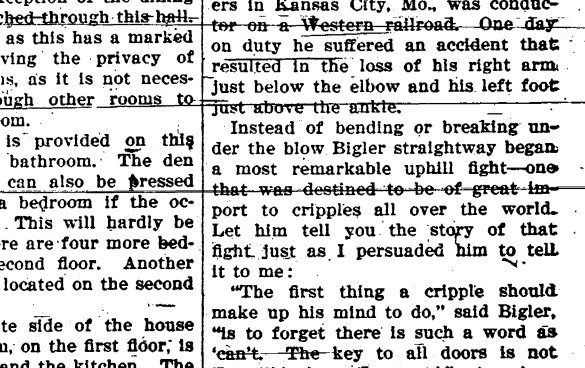 ched through this hall.
as this has a marked
ving the privacy of
as it is not neces-
ough other rooms to
om.
is provided on this
bathroom. The den
can also be pressed
a bedroom if the oc-
This will hardly be
re are four more bed-
econd floor. Another
located on the second
te side of the house
on the first floor, is
and the kitchen. The
ers in Kansas City, Mo., was conduc-
tor on a Western railroad. One day
on duty he suffered an accident that
resulted in the loss of his right arm
just below the elbow and his left foot
just above the ankle.
Instead of bending or breaking un-
der the blow Bigler straightway began
a most remarkable uphill fight—one
that was destined to be of great im-
port to cripples all over the world.
Let him tell you the story of that
fight just as I persuaded him to tell
it to me:
"The first thing a cripple should
make up his mind to do," said Bigler,
"is to forget there is such a word as
'can't. The key to all doors is not